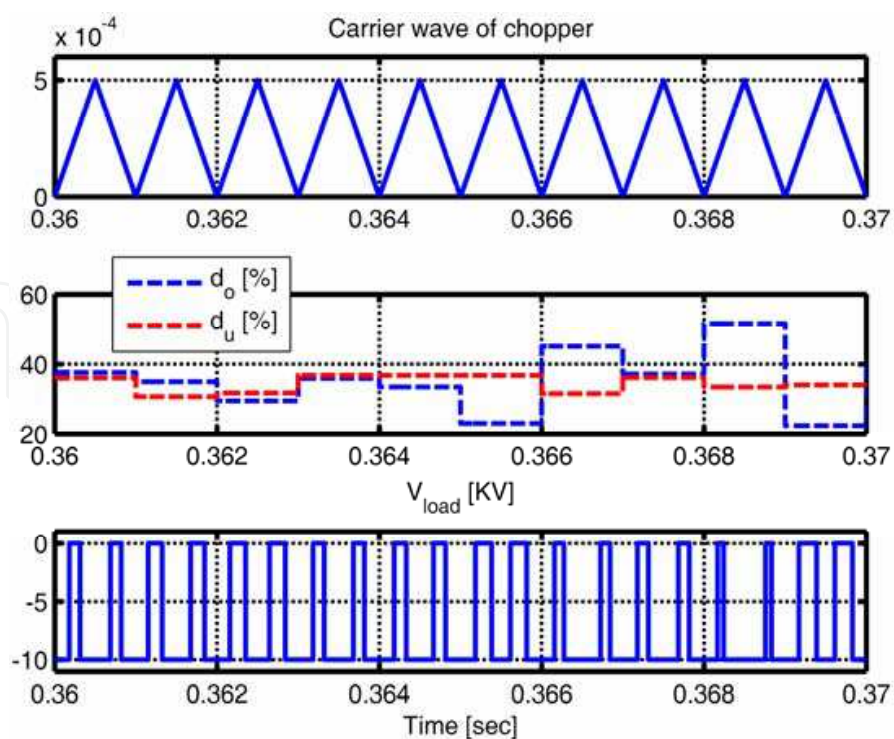 x 10⁻⁴
Carrier wave of chopper
5
0
0.36 0.362 0.364 0.366 0.368 0.37
d_o [%]
d_u [%]
60
40
20
0.36 0.362 0.364 0.366 0.368 0.37
V_load [KV]
0
-5
-10
0.36 0.362 0.364 0.366 0.368 0.37
Time [sec]